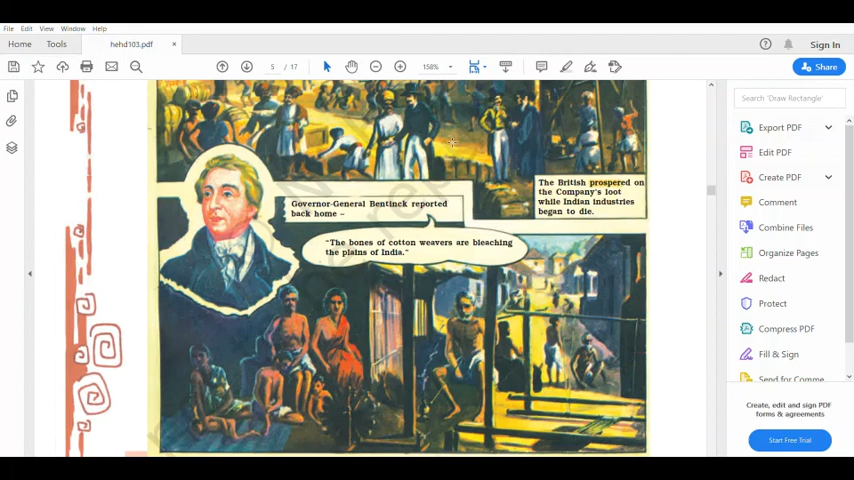 File Edit View Window Help
Home Tools hehd103.pdf × Sign In
5 / 17 158% Share
Search 'Draw Rectangle'
Export PDF
Edit PDF
Create PDF
Comment
Combine Files
Organize Pages
Redact
Protect
Compress PDF
Fill & Sign
Send for Comme
Create, edit and sign PDF
forms & agreements
Start Free Trial
The British prospered on
the Company's loot
while Indian industries
began to die.
Governor-General Bentinck reported
back home –
"The bones of cotton weavers are bleaching
the plains of India."